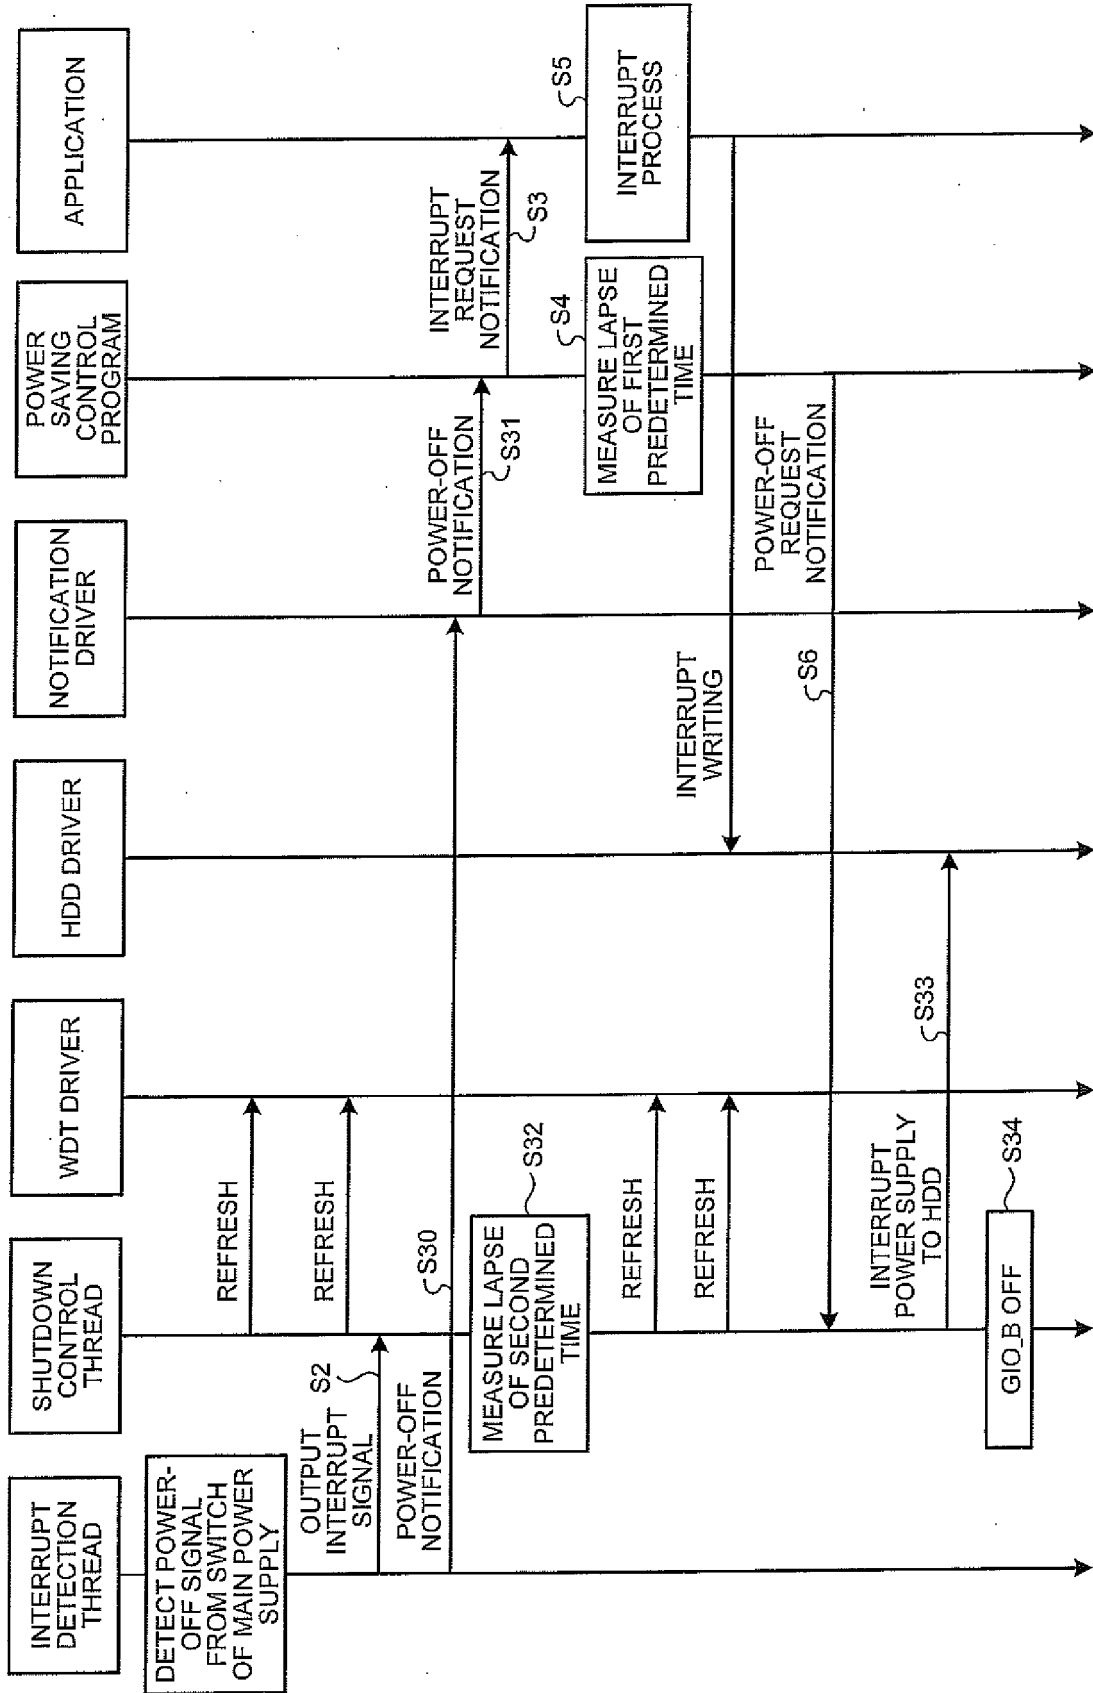 INTERRUPT
DETECTION
THREAD
SHUTDOWN
CONTROL
THREAD
WDT DRIVER
HDD DRIVER
NOTIFICATION
DRIVER
POWER
SAVING
CONTROL
PROGRAM
APPLICATION
DETECT POWER-
OFF SIGNAL
FROM SWITCH
OF MAIN POWER
SUPPLY
REFRESH
REFRESH
OUTPUT
INTERRUPT
SIGNAL
S2
POWER-OFF
NOTIFICATION
S30
POWER-OFF
NOTIFICATION
S31
INTERRUPT
REQUEST
NOTIFICATION
S3
MEASURE LAPSE
OF SECOND
PREDETERMINED
TIME
S32
MEASURE LAPSE
OF FIRST
PREDETERMINED
TIME
S4
INTERRUPT
PROCESS
S5
REFRESH
REFRESH
INTERRUPT
WRITING
POWER-OFF
REQUEST
NOTIFICATION
S6
INTERRUPT
POWER SUPPLY
TO HDD
S33
GIO_B OFF
S34